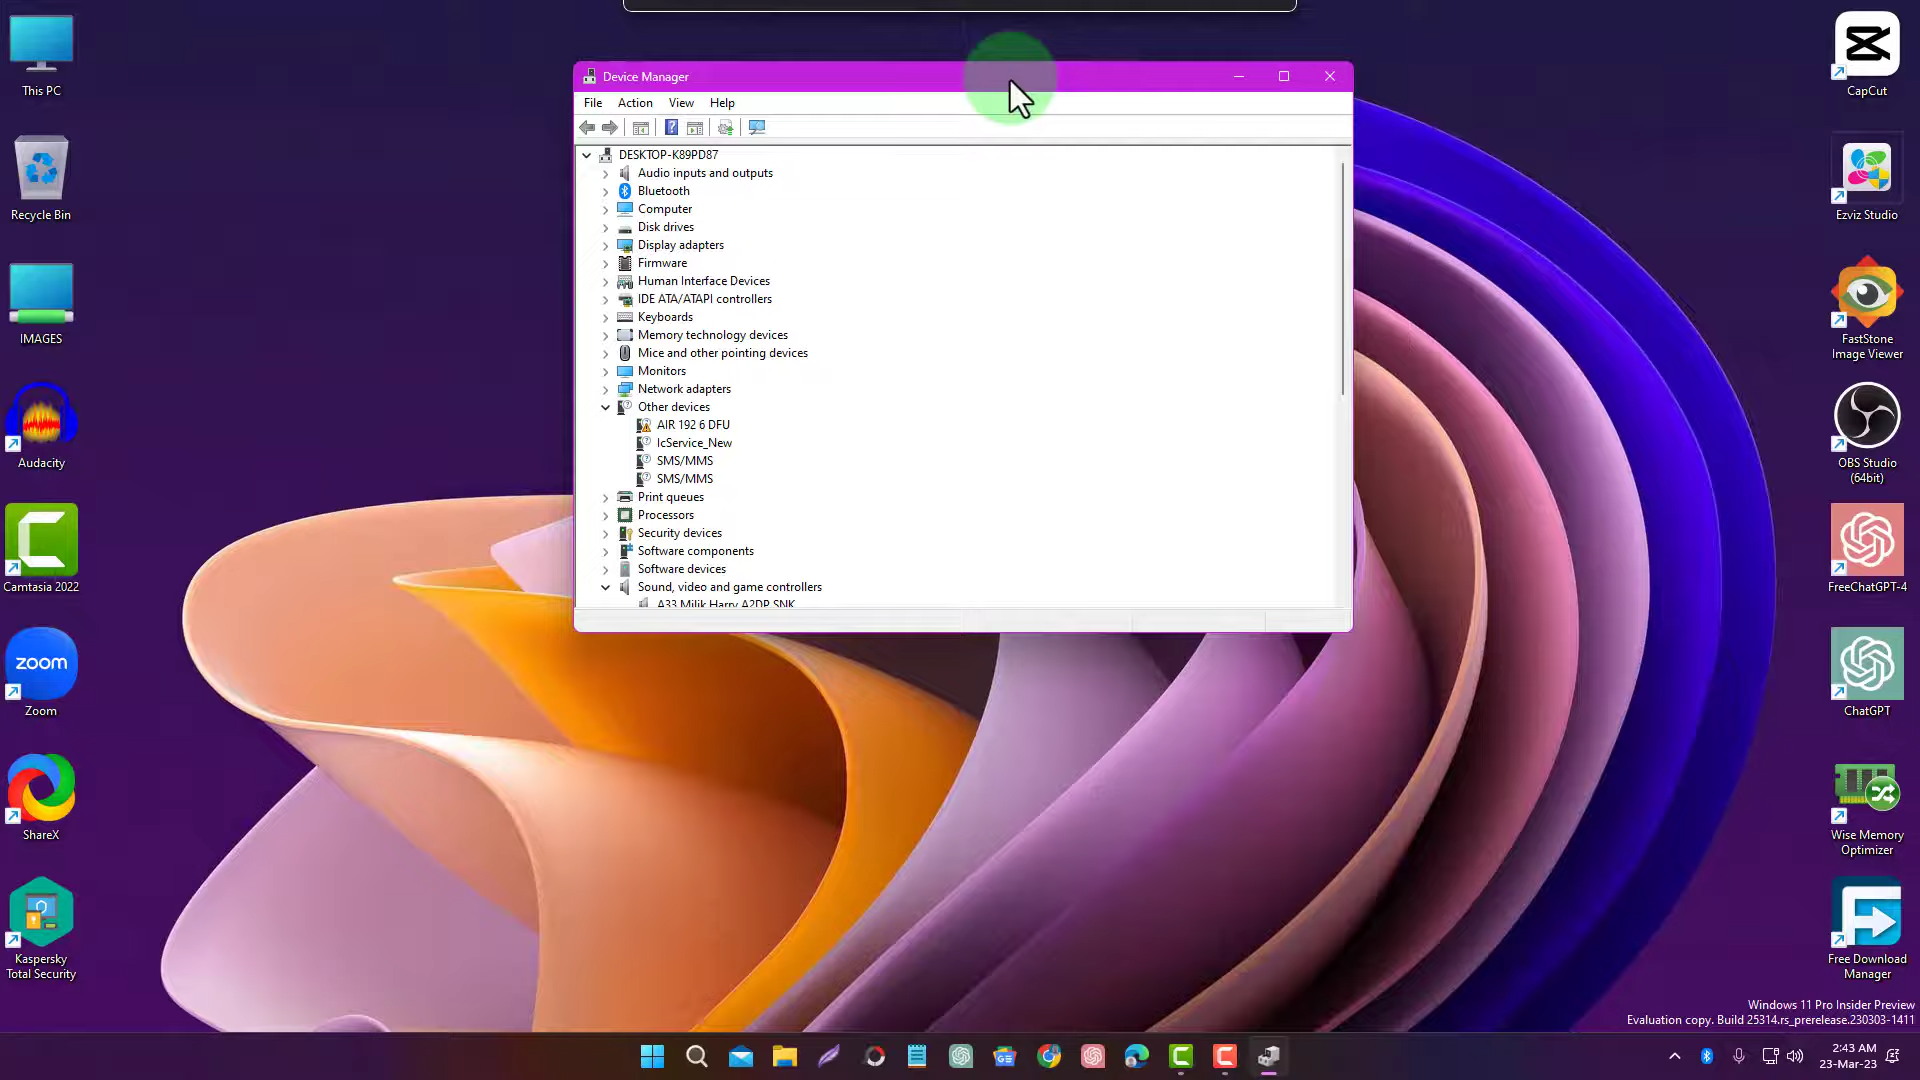 This PC
Recycle Bin
IMAGES
Audacity
Camtasia 2022
Zoom
zoom
ShareX
Kaspersky
Total Security
Device Manager
File Action View Help
DESKTOP-K89PD87
Audio inputs and outputs
Bluetooth
Computer
Disk drives
Display adapters
Firmware
Human Interface Devices
IDE ATA/ATAPI controllers
Keyboards
Memory technology devices
Mice and other pointing devices
Monitors
Network adapters
Other devices
AIR 192 6 DFU
IcService_New
SMS/MMS
SMS/MMS
Print queues
Processors
Security devices
Software components
Software devices
Sound, video and game controllers
A33 Milik Harry A2DP SNK
CapCut
Ezviz Studio
FastStone
Image Viewer
OBS Studio
(64bit)
FreeChatGPT-4
ChatGPT
Wise Memory
Optimizer
Free Download
Manager
Windows 11 Pro Insider Preview
Evaluation copy. Build 25314.rs_prerelease.230303-1411
2:43 AM
23-Mar-23